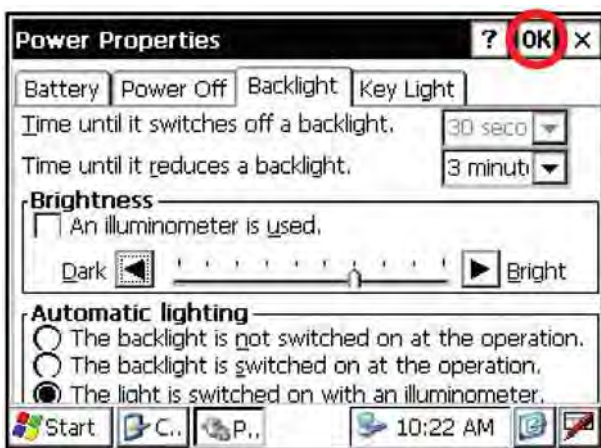 Power Properties ? OK ×
Battery Power Off Backlight Key Light
Time until it switches off a backlight. 30 seco
Time until it reduces a backlight. 3 minut
Brightness
An illuminometer is used.
Dark Bright
Automatic lighting
The backlight is not switched on at the operation.
The backlight is switched on at the operation.
The light is switched on with an illuminometer.
Start C.. P.. 10:22 AM